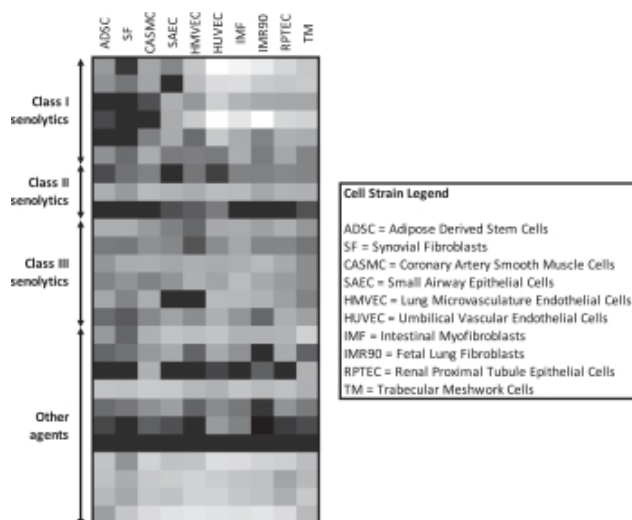 ADSC
SF
CASMC
SAEC
HMVEC
HUVEC
IMF
IMR90
RPTEC
TM
Class I
senolytics
Class II
senolytics
Class III
senolytics
Other
agents
Cell Strain Legend
ADSC = Adipose Derived Stem Cells
SF = Synovial Fibroblasts
CASMC = Coronary Artery Smooth Muscle Cells
SAEC = Small Airway Epithelial Cells
HMVEC = Lung Microvasculature Endothelial Cells
HUVEC = Umbilical Vascular Endothelial Cells
IMF = Intestinal Myofibroblasts
IMR90 = Fetal Lung Fibroblasts
RPTEC = Renal Proximal Tubule Epithelial Cells
TM = Trabecular Meshwork Cells